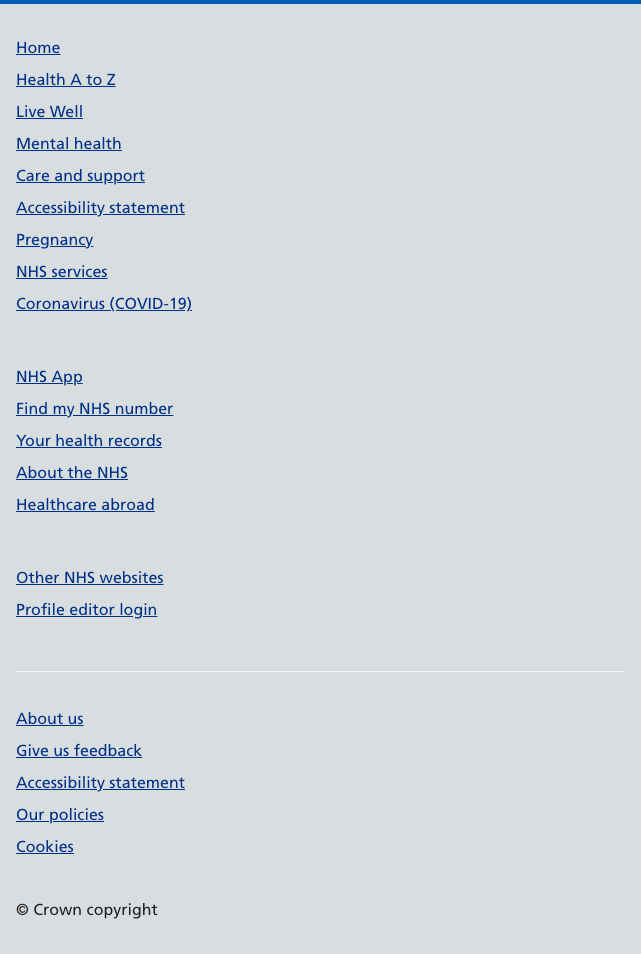 Home
Health A to Z
Live Well
Mental health
Care and support
Accessibility statement
Pregnancy
NHS services
Coronavirus (COVID-19)
NHS App
Find my NHS number
Your health records
About the NHS
Healthcare abroad
Other NHS websites
Profile editor login
About us
Give us feedback
Accessibility statement
Our policies
Cookies
© Crown copyright